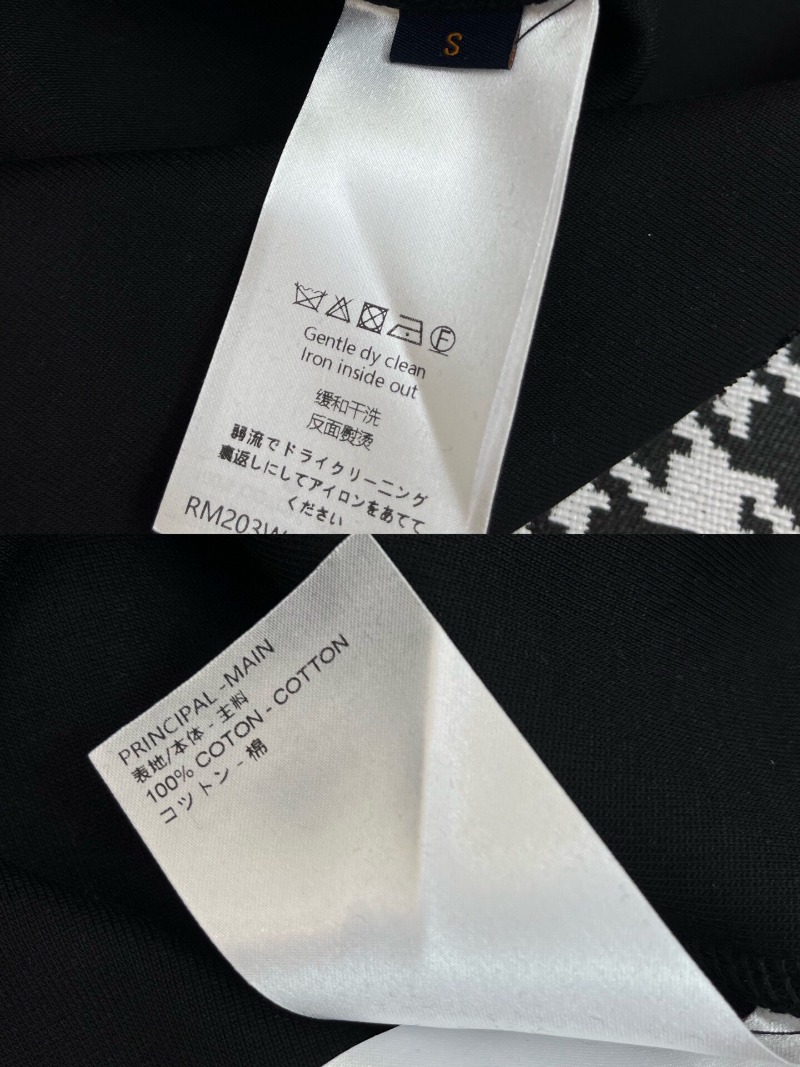 S
Gentle dy clean
Iron inside out
缓和干洗
反面熨烫
弱流でドライクリーニング
裏返しにしてアイロンをあてて
ください
RM203W
PRINCIPAL -MAIN
表地/本体 - 主料
100% COTON - COTTON
コットン - 棉